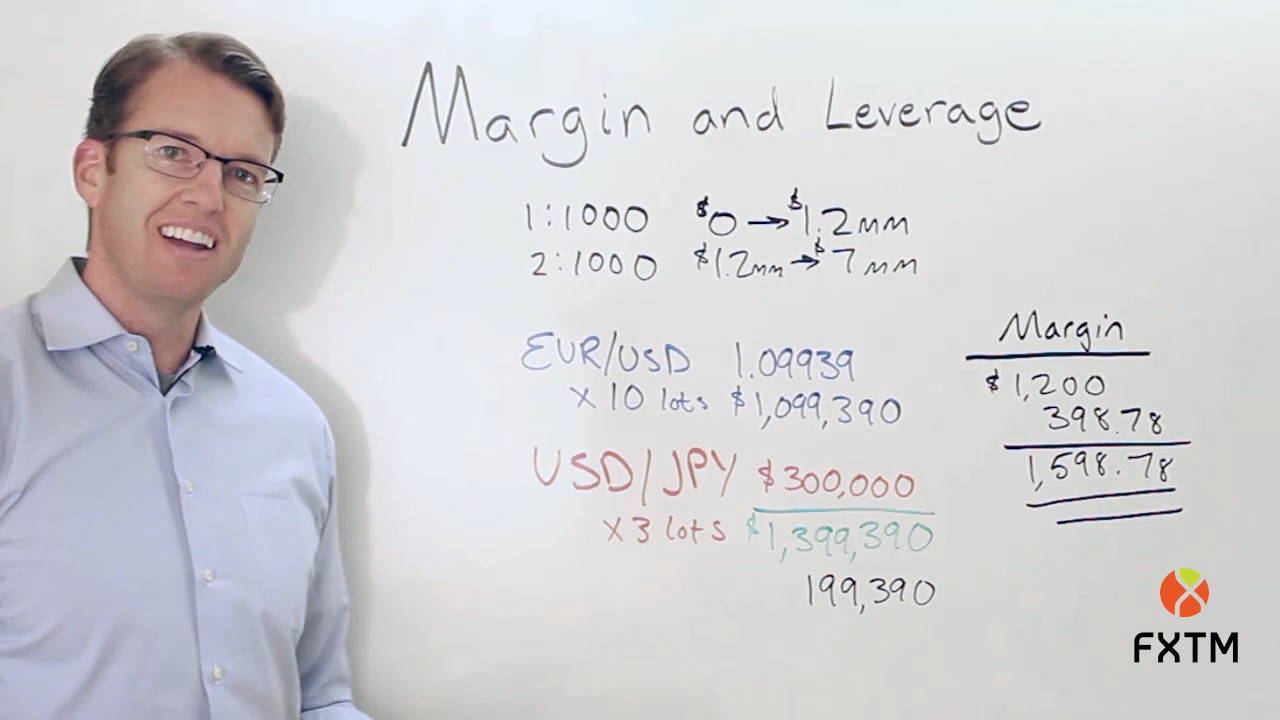 Margin and Leverage
1:1000 $0 → $1.2mm
2:1000 $1.2mm → $7mm
EUR/USD 1.09939
x 10 lots $1,099,390
USD/JPY $300,000
x 3 lots $1,399,390
199,390
Margin
$1,200
398.78
1,598.78
FXTM